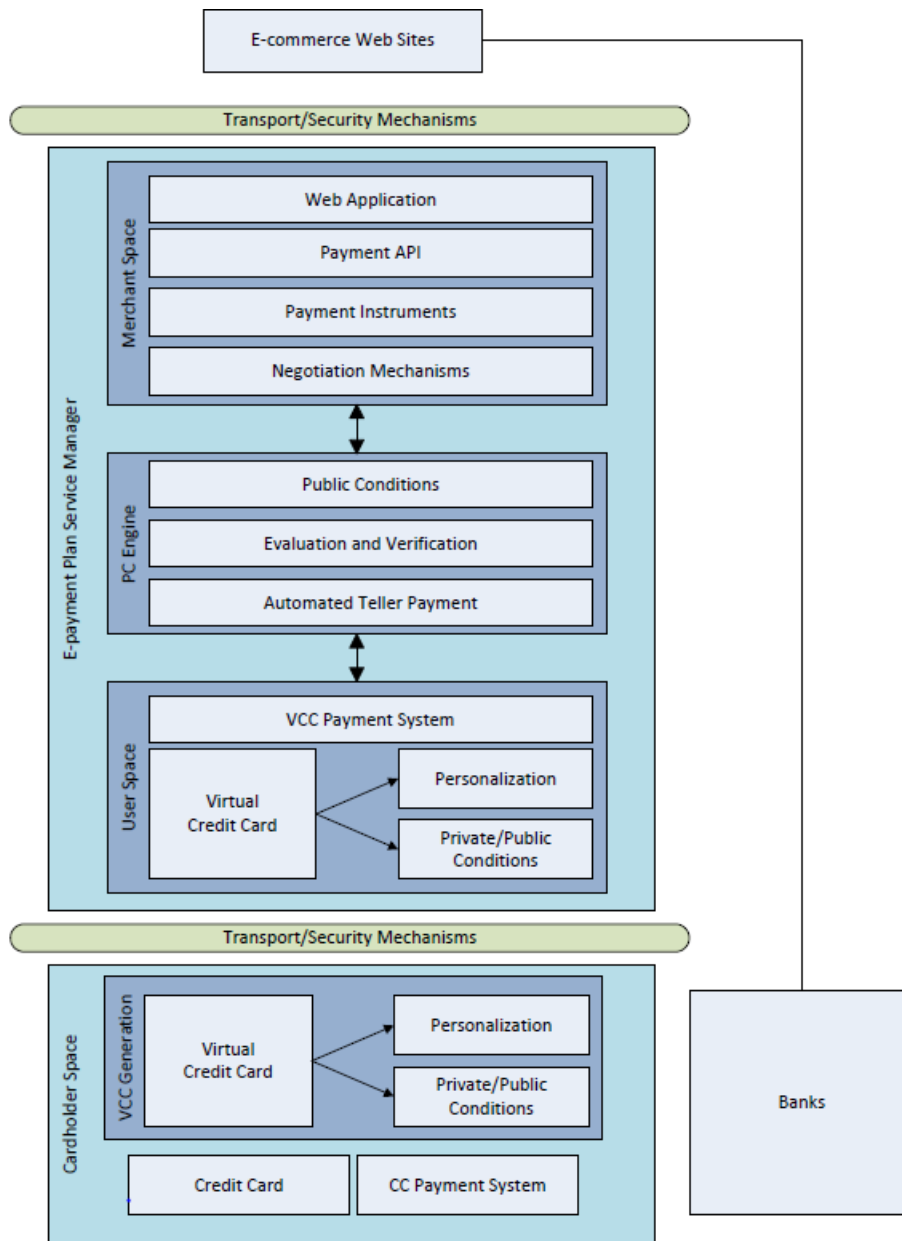 E-commerce Web Sites
Transport/Security Mechanisms
E-payment Plan Service Manager
Merchant Space
Web Application
Payment API
Payment Instruments
Negotiation Mechanisms
PC Engine
Public Conditions
Evaluation and Verification
Automated Teller Payment
User Space
VCC Payment System
Virtual
Credit Card
Personalization
Private/Public
Conditions
Transport/Security Mechanisms
Cardholder Space
VCC Generation
Virtual
Credit Card
Personalization
Private/Public
Conditions
Credit Card
CC Payment System
Banks